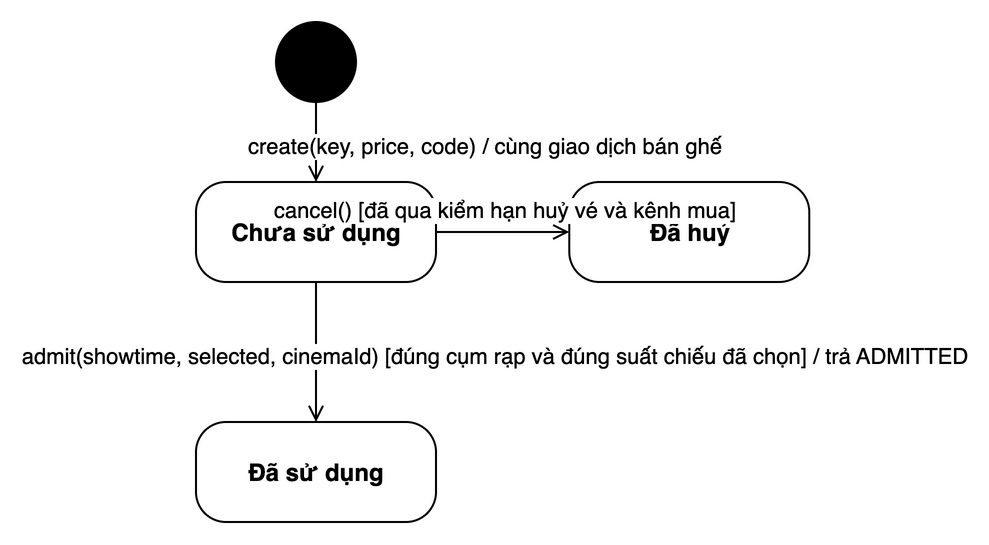 create(key, price, code) / cùng giao dịch bán ghế
cancel() [đã qua kiểm hạn huỷ vé và kênh mua]
Chưa sử dụng
Đã huỷ
admit(showtime, selected, cinemaId) [đúng cụm rạp và đúng suất chiếu đã chọn] / trả ADMITTED
Đã sử dụng